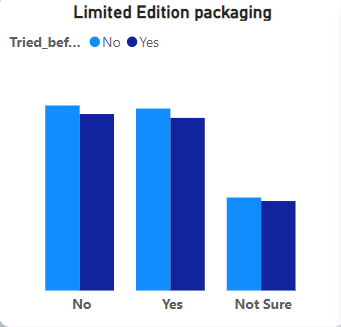 Limited Edition packaging
Tried_bef... No Yes
No Yes Not Sure